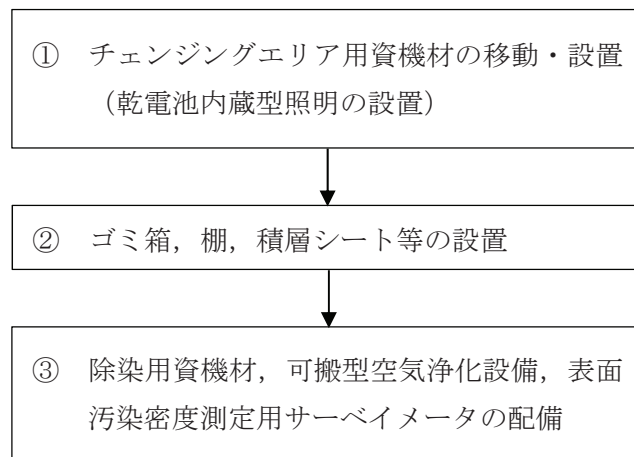 ① チェンジングエリア用資機材の移動・設置
（乾電池内蔵型照明の設置）
② ゴミ箱，棚，積層シート等の設置
③ 除染用資機材，可搬型空気浄化設備，表面
汚染密度測定用サーベイメータの配備